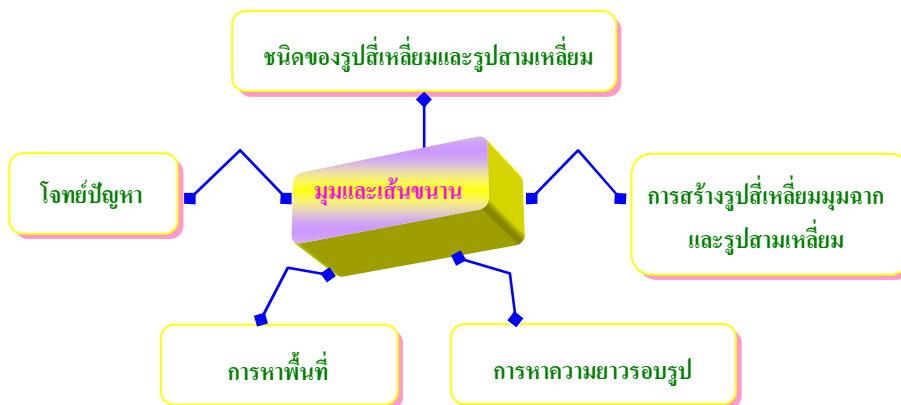 ชนิดของรูปสี่เหลี่ยมและรูปสามเหลี่ยม
โจทย์ปัญหา
มุมและเส้นขนาน
การสร้างรูปสี่เหลี่ยมมุมฉาก
และรูปสามเหลี่ยม
การหาพื้นที่
การหาความยาวรอบรูป